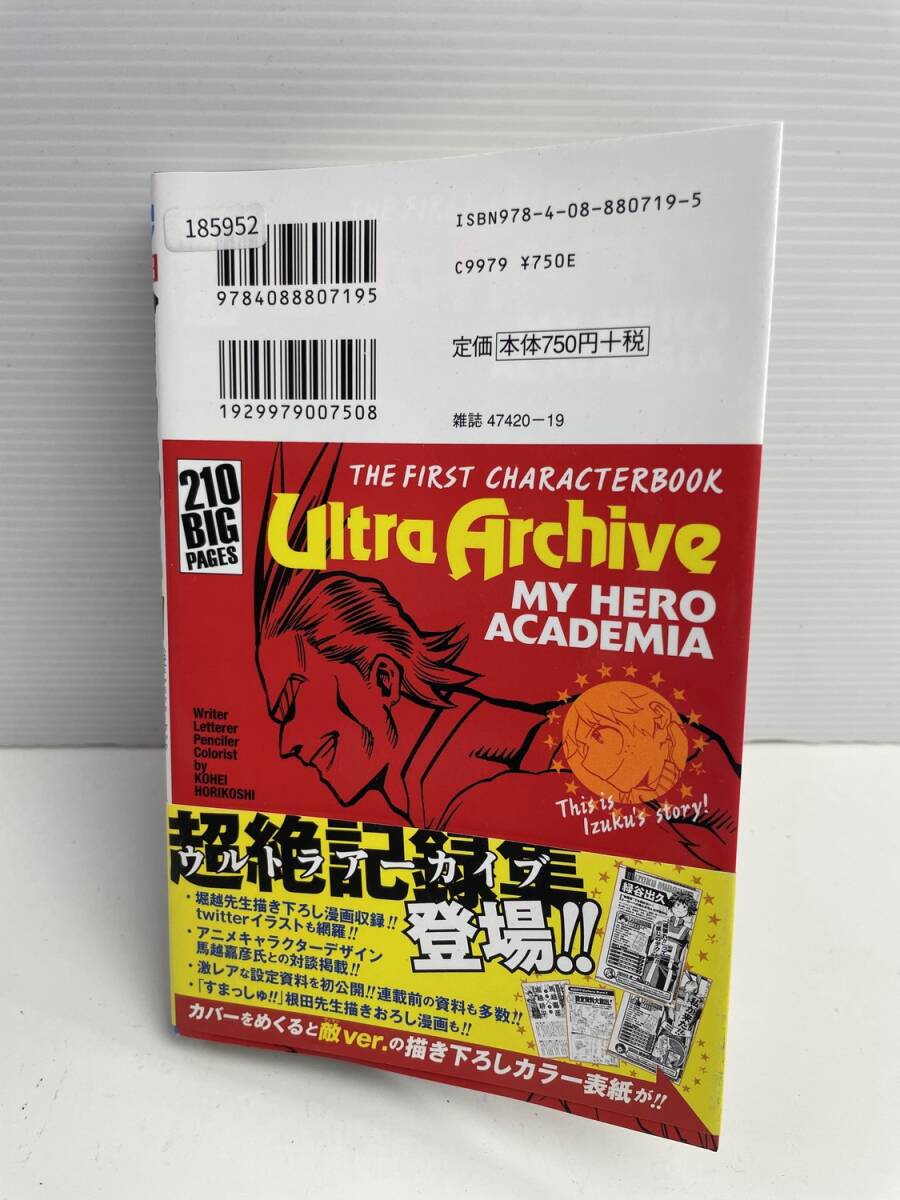 185952
9784088807195
ISBN978-4-08-880719-5
C9979 ¥750E
1929979007508
定価 本体750円+税
雑誌 47420-19
210
BIG
PAGES
THE FIRST CHARACTERBOOK
Ultra Archive
MY HERO
ACADEMIA
Writer
Letterer
Penciler
Colorist
by
KOHEI
HORIKOSHI
This is
Izuku's story!
超絶記録集
ウルトラアーカイブ
登場!!
・堀越先生描き下ろし漫画収録!!
twitterイラストも網羅!!
・アニメキャラクターデザイン
馬越嘉彦氏との対談掲載!!
・激レアな設定資料を初公開!!連載前の資料も多数!!
・「すまっしゅ!!」根田先生描きおろし漫画も!!
緑谷出久
カバーをめくると敵ver.の描き下ろしカラー表紙が!!